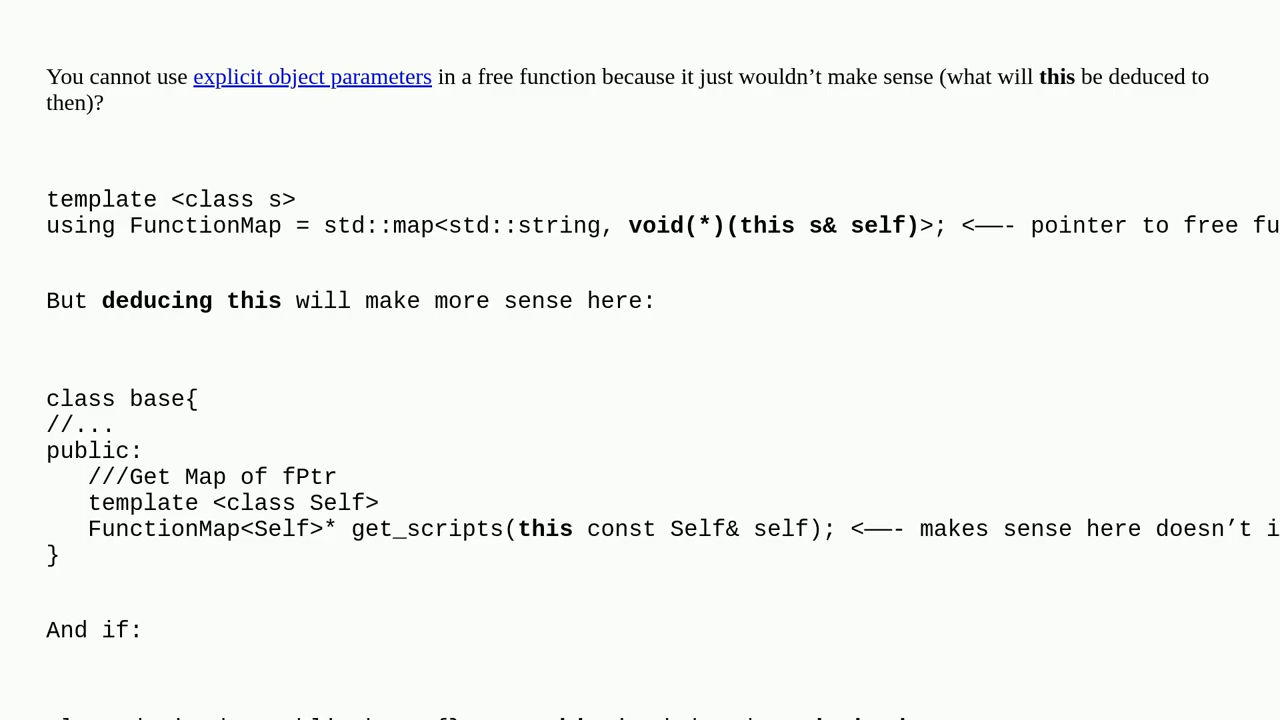 You cannot use explicit object parameters in a free function because it just wouldn’t make sense (what will this be deduced to
then)?
template <class s>
using FunctionMap = std::map<std::string, void(*)(this s& self)>; <——- pointer to free fu
But deducing this will make more sense here:
class base{
//...
public:
   ///Get Map of fPtr
   template <class Self>
   FunctionMap<Self>* get_scripts(this const Self& self); <——- makes sense here doesn’t i
}
And if: